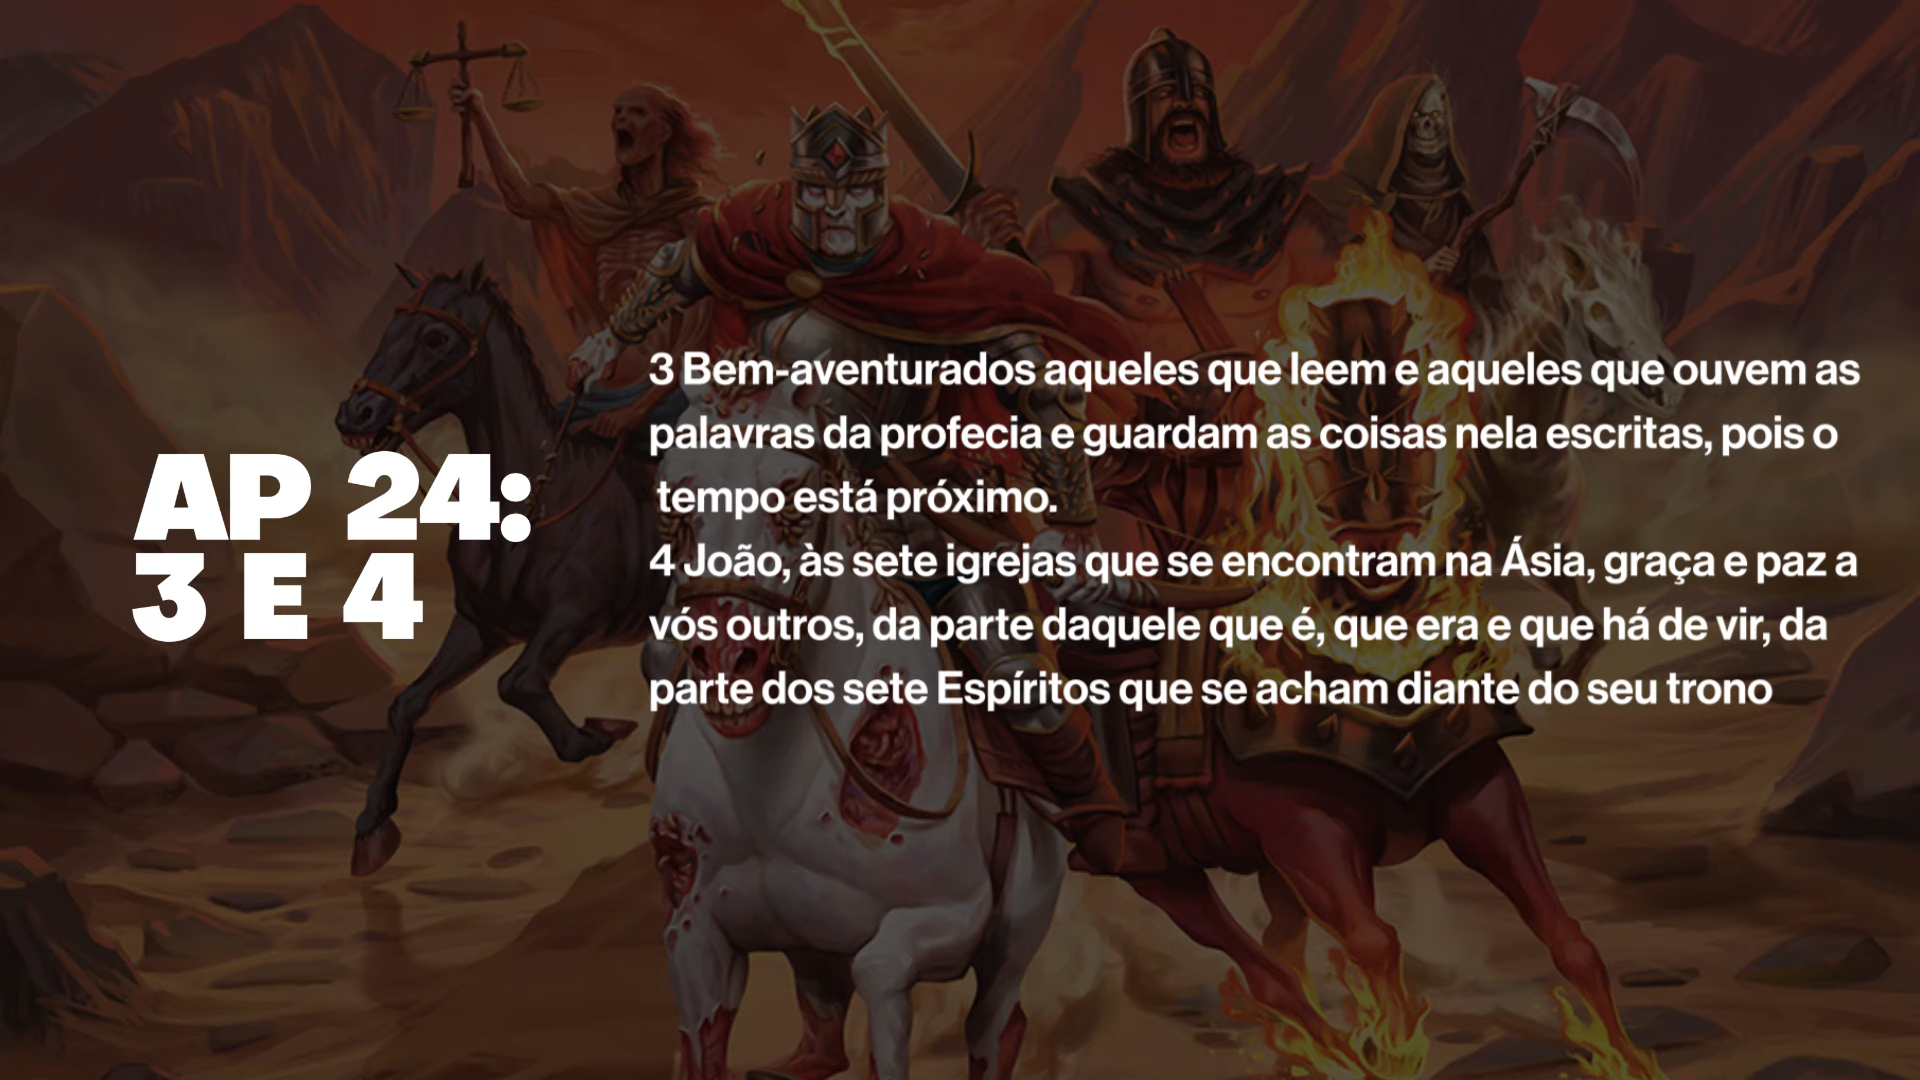 AP 24:
3 E 4
3 Bem-aventurados aqueles que leem e aqueles que ouvem as
palavras da profecia e guardam as coisas nela escritas, pois o
tempo está próximo.
4 João, às sete igrejas que se encontram na Ásia, graça e paz a
vós outros, da parte daquele que é, que era e que há de vir, da
parte dos sete Espíritos que se acham diante do seu trono